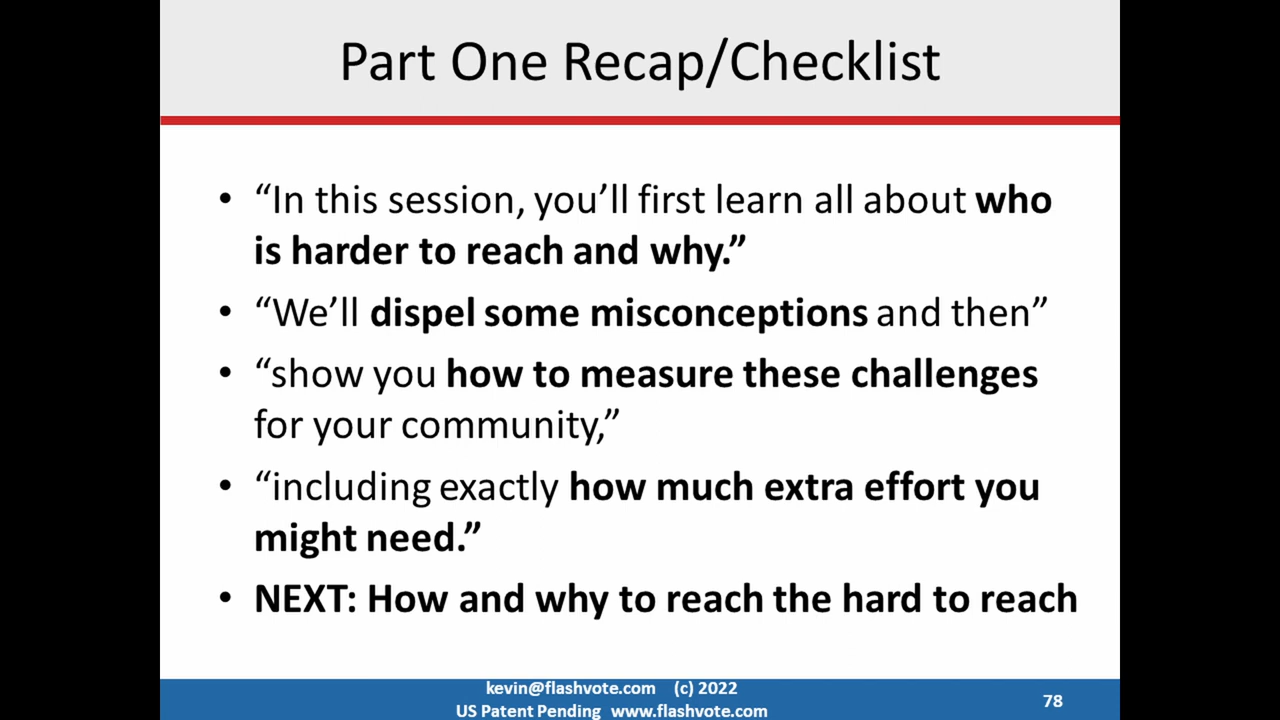 Part One Recap/Checklist
• “In this session, you’ll first learn all about who
is harder to reach and why.”
• “We’ll dispel some misconceptions and then”
• “show you how to measure these challenges
for your community,”
• “including exactly how much extra effort you
might need.”
• NEXT: How and why to reach the hard to reach
kevin@flashvote.com (c) 2022
US Patent Pending www.flashvote.com
78